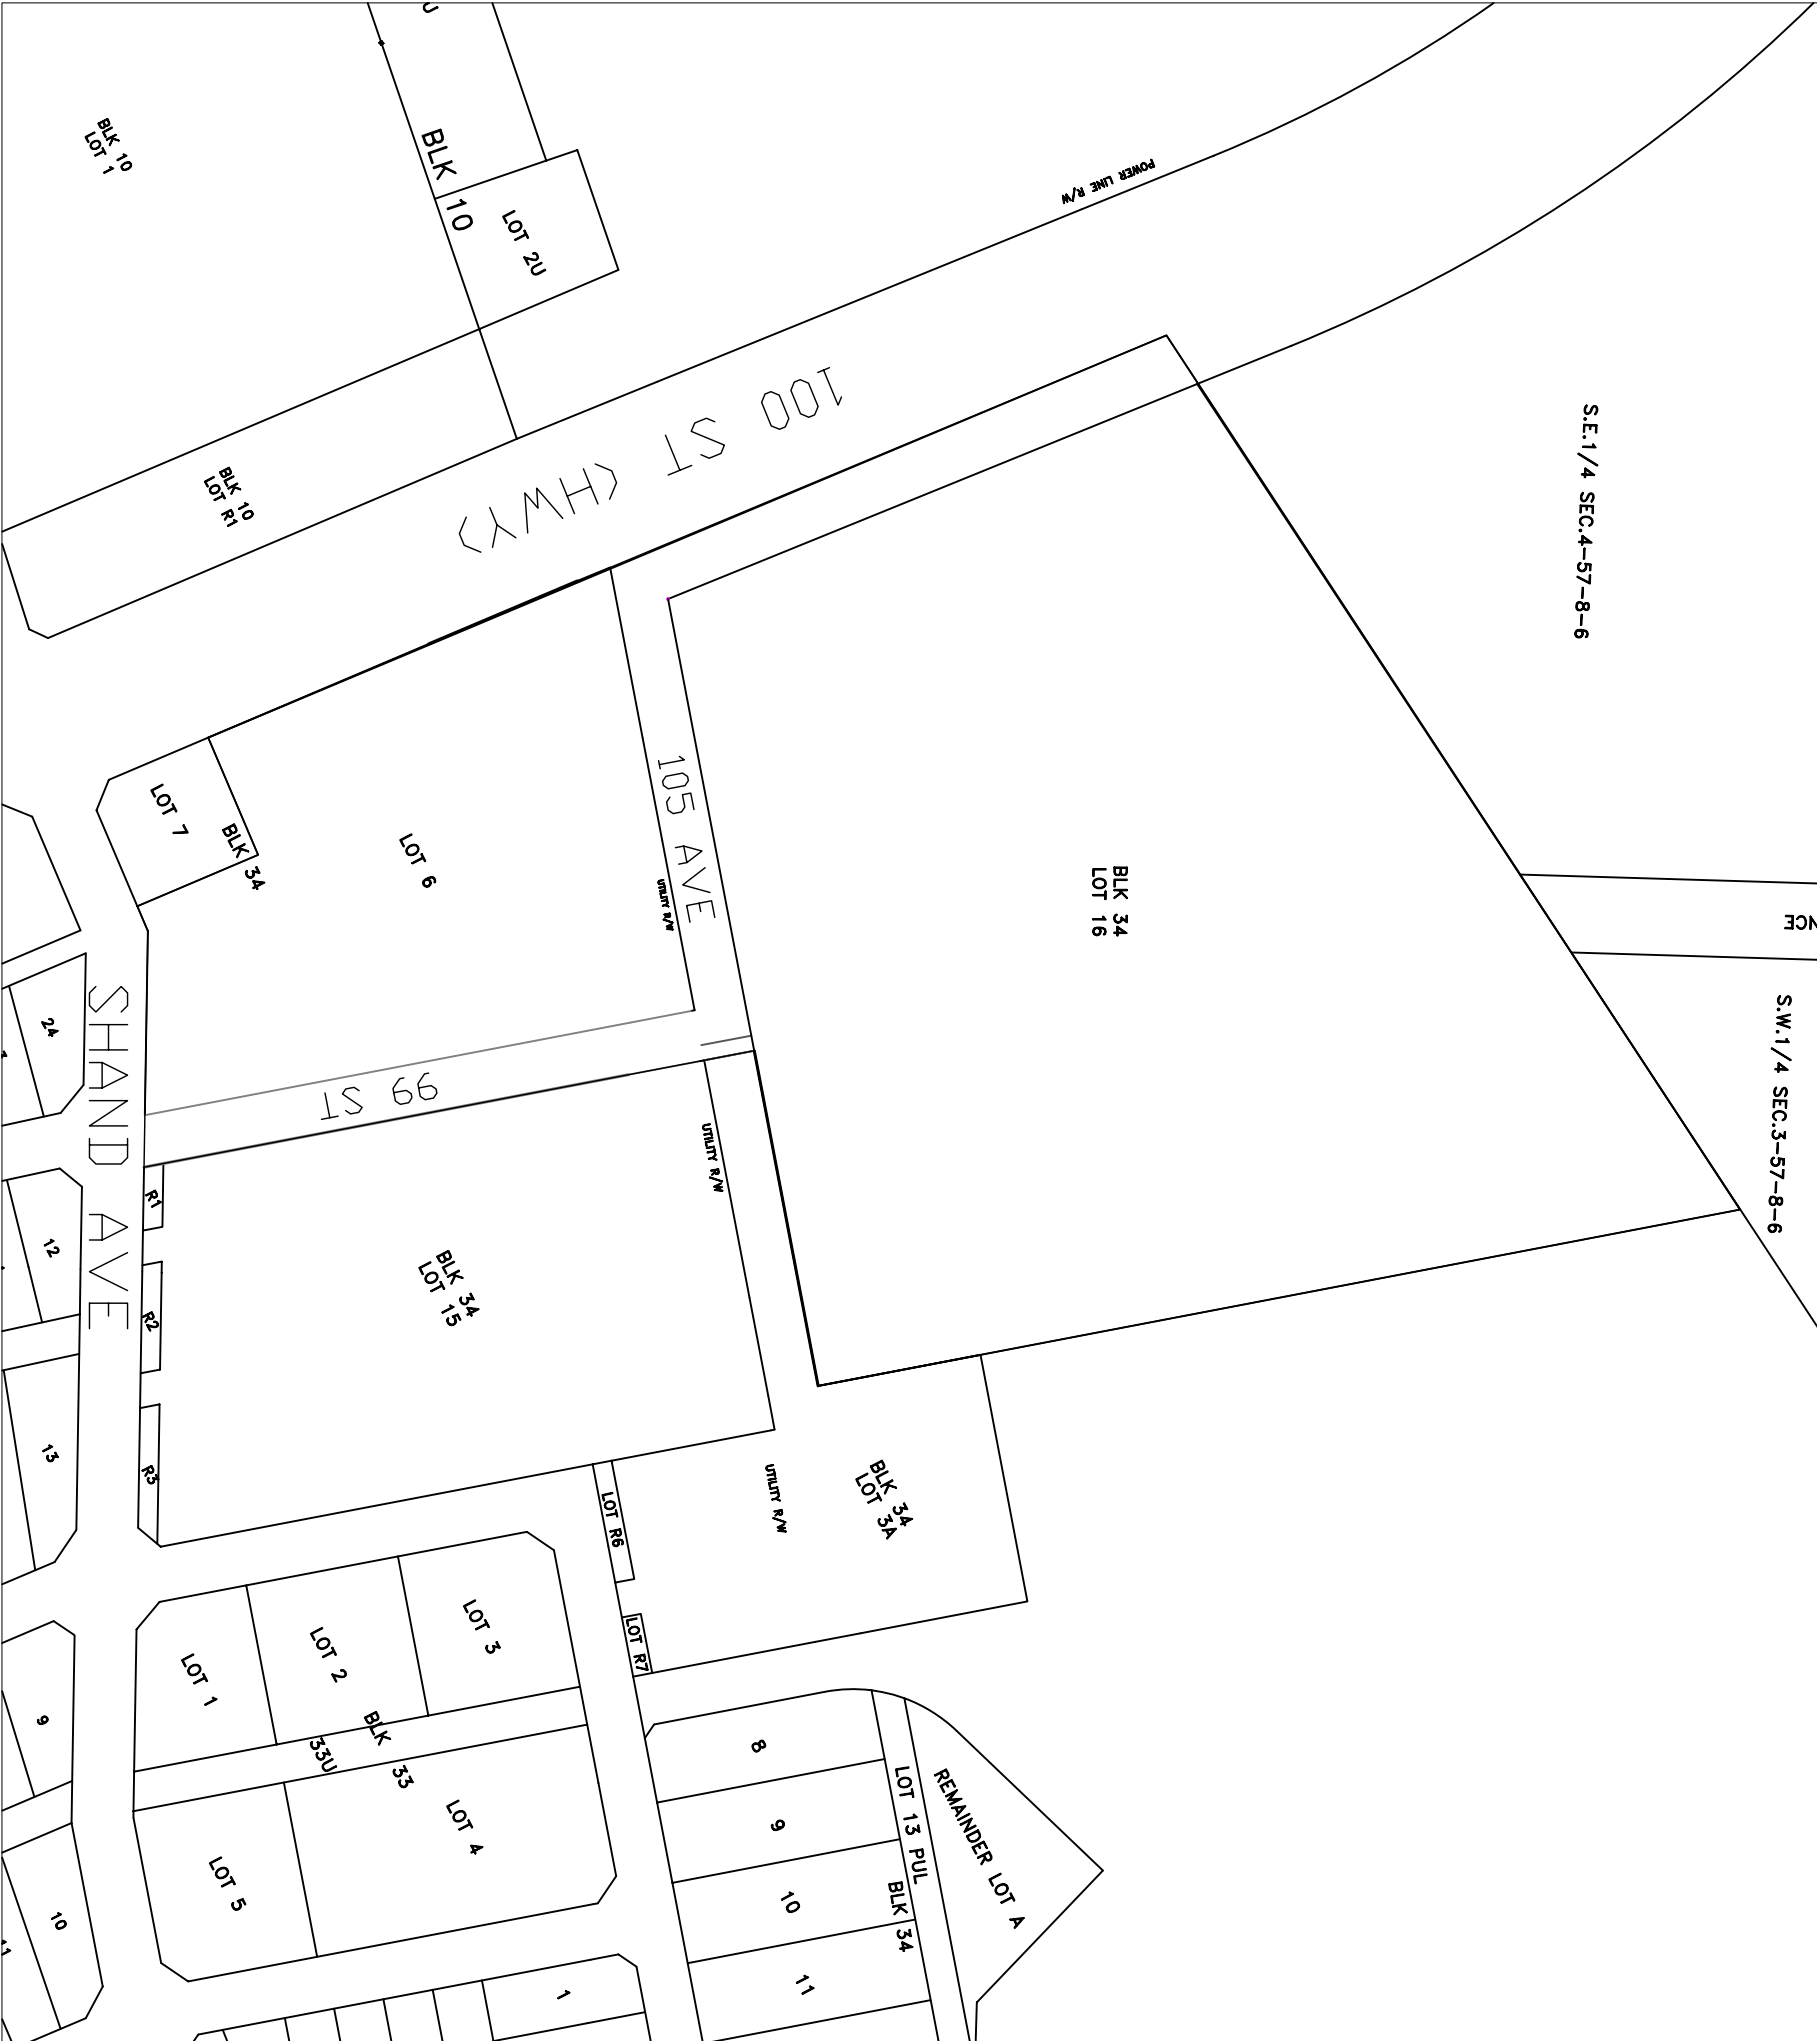 BLK 10
LOT 1
BLK 10
LOT 2U
POWER LINE R/W
100 ST (HWY)
BLK 10
LOT R1
S.E.1/4 SEC.4-57-8-6
LOT 7
BLK 34
LOT 6
105 AVE
UTILITY R/W
BLK 34
LOT 16
S.W.1/4 SEC.3-57-8-6
24
SHAND AVE
99 ST
UTILITY R/W
R1
12
R2
BLK 34
LOT 15
13
R3
LOT R6
UTILITY R/W
BLK 34
LOT 3A
LOT R7
LOT 1
LOT 2
LOT 3
9
BLK 33
33U
8
LOT 4
9
LOT 13 PUL
REMAINDER LOT A
LOT 5
10
10
BLK 34
11
11
1